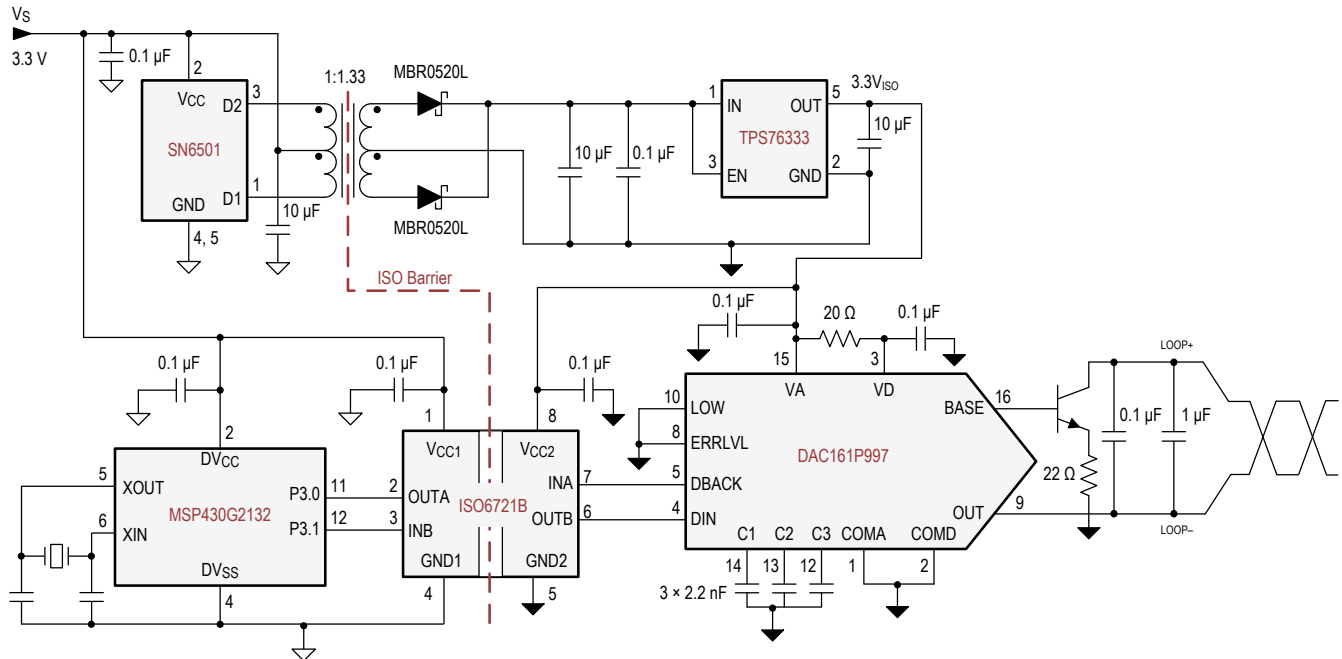 VS
3.3 V
0.1 µF
2
VCC
D2
3
SN6501
D1
1
GND
4, 5
10 µF
1:1.33
MBR0520L
MBR0520L
10 µF
0.1 µF
1
IN
OUT
5
TPS76333
3
EN
GND
2
3.3VISO
10 µF
ISO Barrier
0.1 µF
0.1 µF
0.1 µF
0.1 µF
20 Ω
0.1 µF
2
DVCC
5
XOUT
6
XIN
MSP430G2132
P3.0
11
P3.1
12
DVSS
4
1
VCC1
2
OUTA
3
INB
GND1
4
ISO6721B
8
VCC2
INA
7
OUTB
6
GND2
5
15
VA
3
VD
10
LOW
8
ERRLVL
5
DBACK
4
DIN
DAC161P997
BASE
16
OUT
9
C1
C2
C3
COMA
COMD
14
13
12
1
2
3 × 2.2 nF
22 Ω
0.1 µF
1 µF
LOOP+
LOOP–